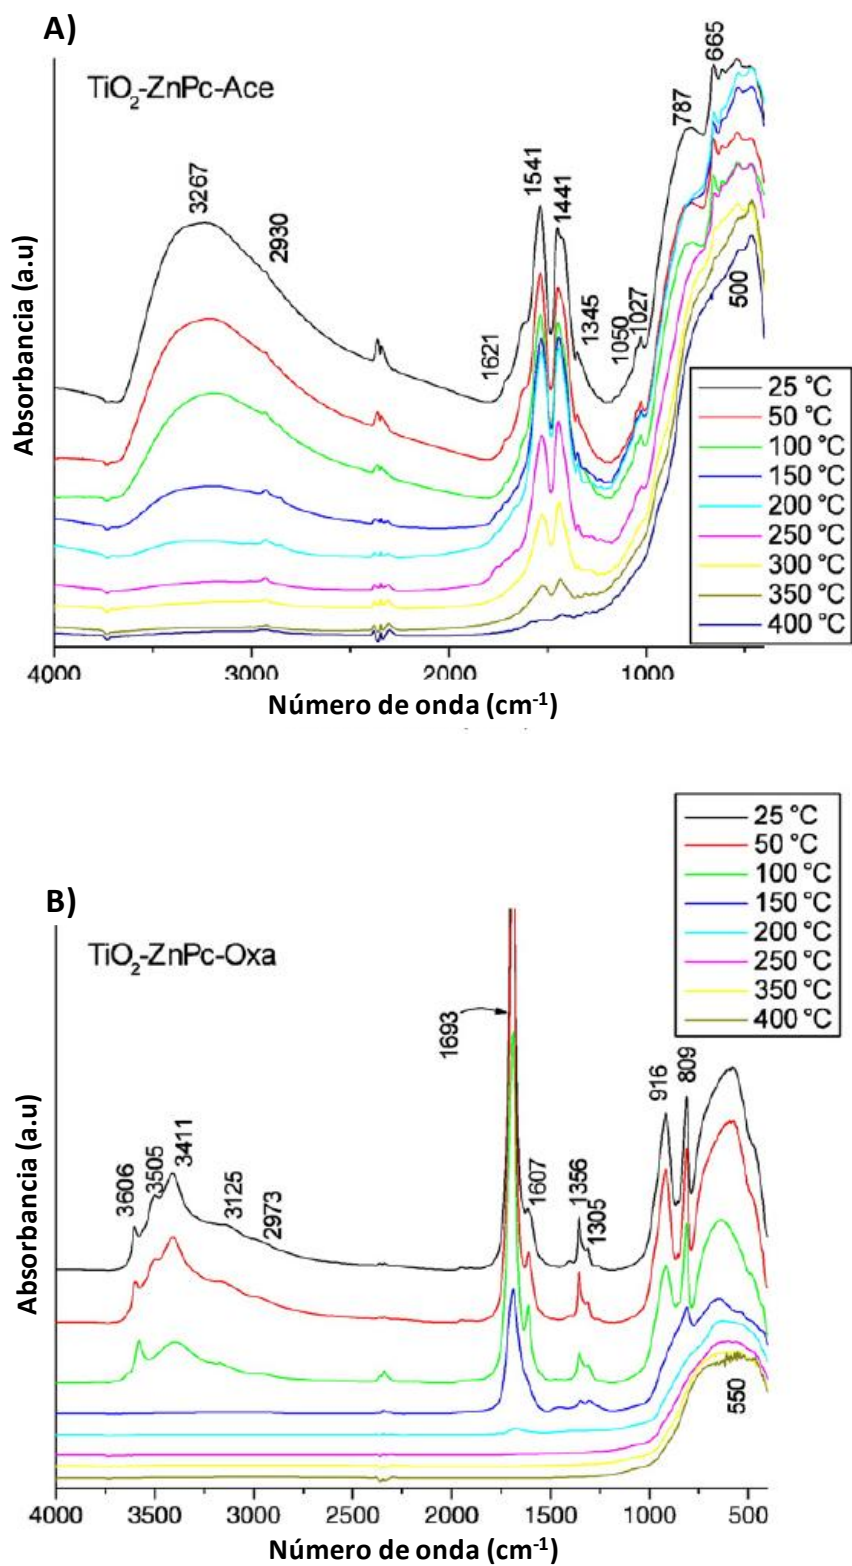 A)
TiO2-ZnPc-Ace
3267
2930
1621
1541
1441
1345
1050
1027
787
665
500
Absorbancia (a.u)
25 °C
50 °C
100 °C
150 °C
200 °C
250 °C
300 °C
350 °C
400 °C
4000
3000
2000
1000
Número de onda (cm-1)
B)
TiO2-ZnPc-Oxa
25 °C
50 °C
100 °C
150 °C
200 °C
250 °C
350 °C
400 °C
3606
3505
3411
3125
2973
1693
1607
1356
1305
916
809
550
Absorbancia (a.u)
4000
3500
3000
2500
2000
1500
1000
500
Número de onda (cm-1)